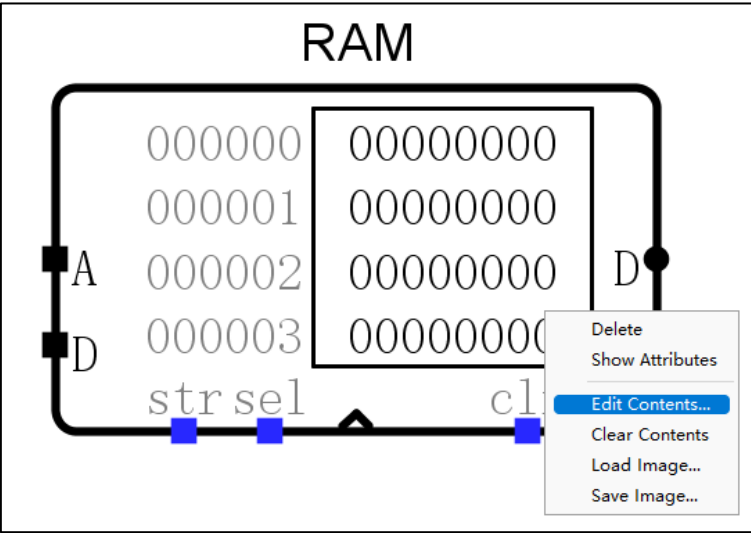 RAM
000000 00000000
000001 00000000
A 000002 00000000 D
D 000003 00000000
str sel cl
Delete
Show Attributes
Edit Contents...
Clear Contents
Load Image...
Save Image...